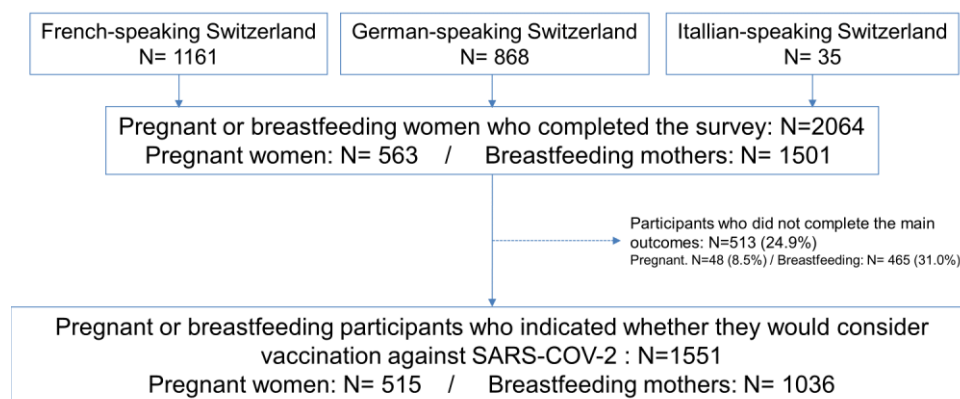 French-speaking Switzerland
N= 1161
German-speaking Switzerland
N= 868
Itallian-speaking Switzerland
N= 35
Pregnant or breastfeeding women who completed the survey: N=2064
Pregnant women: N= 563 / Breastfeeding mothers: N= 1501
Participants who did not complete the main
outcomes: N=513 (24.9%)
Pregnant. N=48 (8.5%) / Breastfeeding: N= 465 (31.0%)
Pregnant or breastfeeding participants who indicated whether they would consider
vaccination against SARS-COV-2 : N=1551
Pregnant women: N= 515 / Breastfeeding mothers: N= 1036